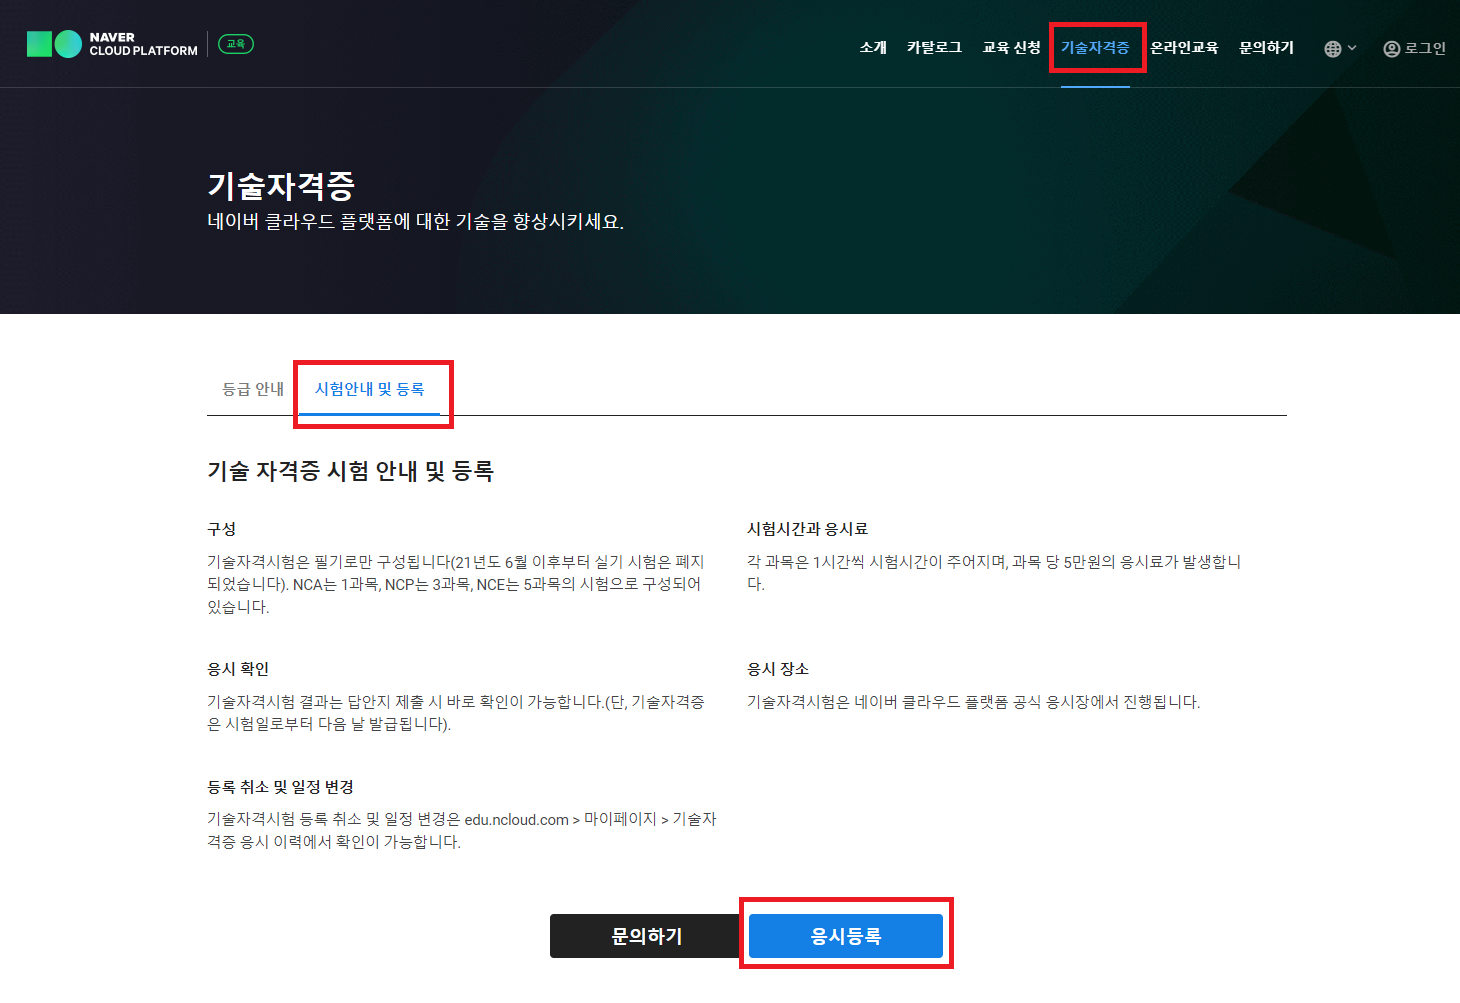 NAVER
CLOUD PLATFORM
교육
소개 카탈로그 교육 신청 기술자격증 온라인교육 문의하기 로그인
기술자격증
네이버 클라우드 플랫폼에 대한 기술을 향상시키세요.
등급 안내 시험안내 및 등록
기술 자격증 시험 안내 및 등록
구성
기술자격시험은 필기로만 구성됩니다(21년도 6월 이후부터 실기 시험은 폐지
되었습니다). NCA는 1과목, NCP는 3과목, NCE는 5과목의 시험으로 구성되어
있습니다.
시험시간과 응시료
각 과목은 1시간씩 시험시간이 주어지며, 과목 당 5만원의 응시료가 발생합니
다.
응시 확인
기술자격시험 결과는 답안지 제출 시 바로 확인이 가능합니다.(단, 기술자격증
은 시험일로부터 다음 날 발급됩니다).
응시 장소
기술자격시험은 네이버 클라우드 플랫폼 공식 응시장에서 진행됩니다.
등록 취소 및 일정 변경
기술자격시험 등록 취소 및 일정 변경은 edu.ncloud.com > 마이페이지 > 기술자
격증 응시 이력에서 확인이 가능합니다.
문의하기 응시등록